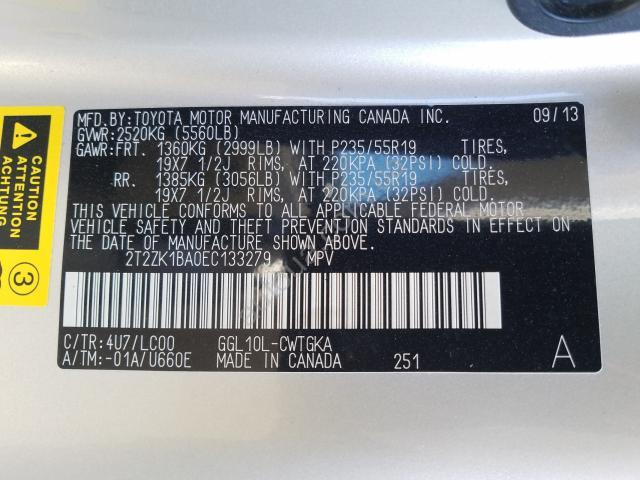 MFD. BY: TOYOTA MOTOR MANUFACTURING CANADA INC. 09/13
GVWR: 2520KG (5560LB)
GAWR: FRT. 1360KG (2999LB) WITH P235/55R19 TIRES,
19X7 1/2J RIMS, AT 220KPA (32PSI) COLD.
RR. 1385KG (3056LB) WITH P235/55R19 TIRES,
19X7 1/2J RIMS, AT 220KPA (32PSI) COLD.
THIS VEHICLE CONFORMS TO ALL APPLICABLE FEDERAL MOTOR
VEHICLE SAFETY AND THEFT PREVENTION STANDARDS IN EFFECT ON
THE DATE OF MANUFACTURE SHOWN ABOVE.
2T2ZK1BA0EC133279 MPV
C/TR: 4U7/LC00 GGL10L-CWTGKA
A/TM: -01A/U660E MADE IN CANADA 251 A
CAUTION
3